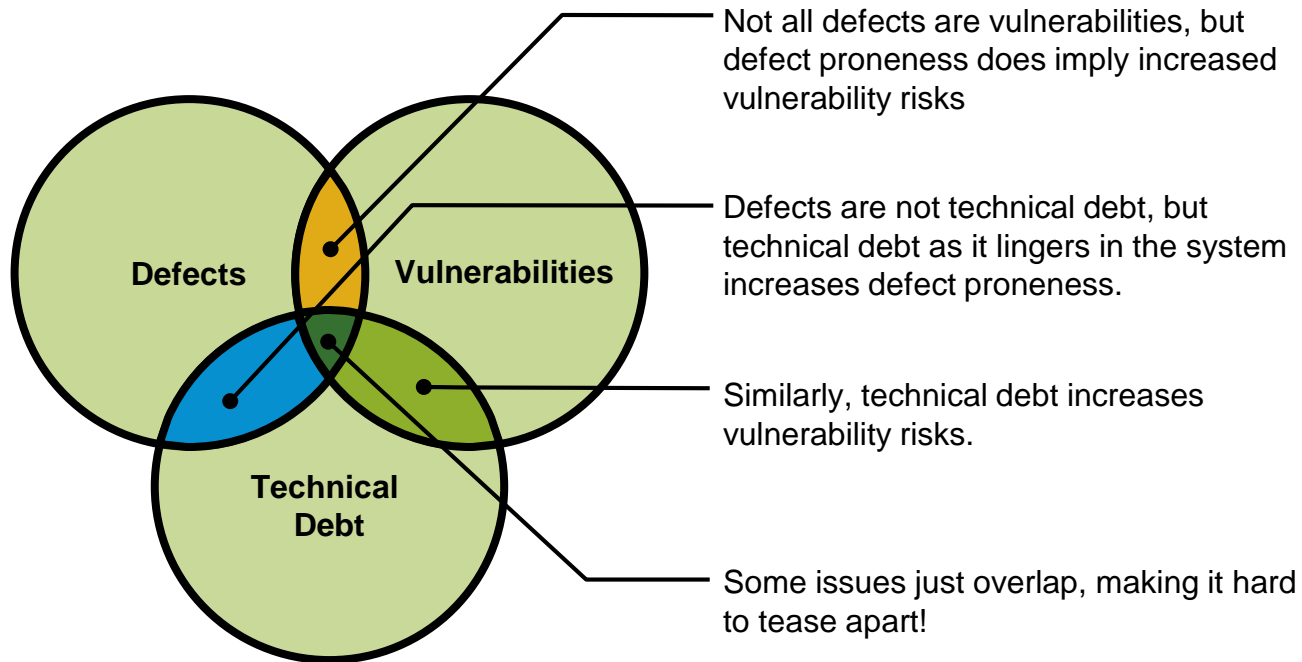 Not all defects are vulnerabilities, but
defect proneness does imply increased
vulnerability risks
Defects are not technical debt, but
technical debt as it lingers in the system
increases defect proneness.
Defects
Vulnerabilities
Similarly, technical debt increases
vulnerability risks.
Technical
Debt
Some issues just overlap, making it hard
to tease apart!